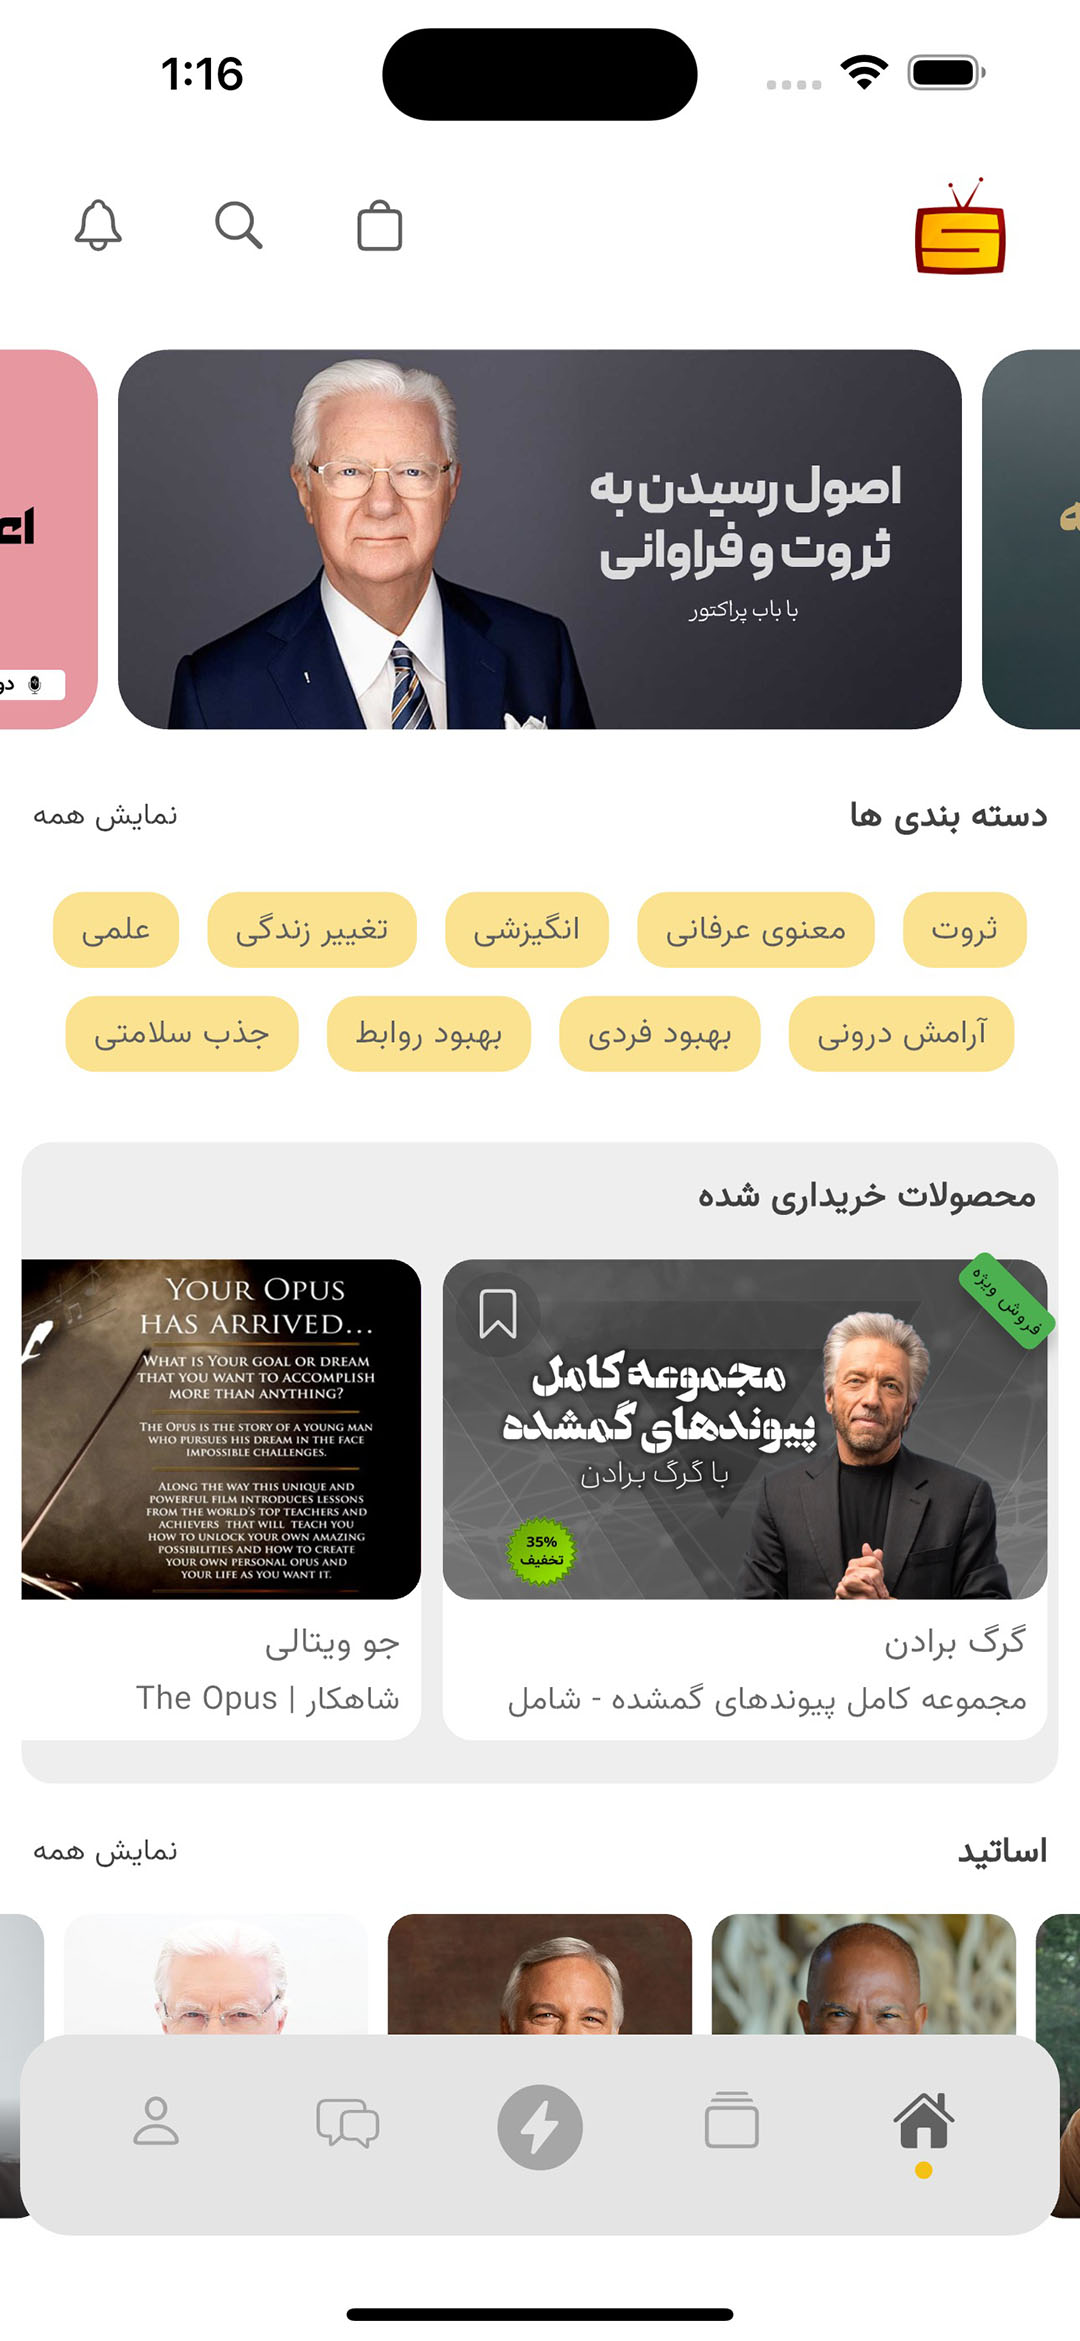 1:16
اصول رسیدن به
ثروت و فراوانی
با باب پراکتور
دسته بندی ها
نمایش همه
ثروت
معنوی عرفانی
انگیزشی
تغییر زندگی
علمی
آرامش درونی
بهبود فردی
بهبود روابط
جذب سلامتی
محصولات خریداری شده
فروش ویژه
مجموعه کامل
پیوندهای گمشده
با گرگ برادن
35%
تخفیف
گرگ برادن
مجموعه کامل پیوندهای گمشده - شامل
YOUR OPUS
HAS ARRIVED...
WHAT IS YOUR GOAL OR DREAM
THAT YOU WANT TO ACCOMPLISH
MORE THAN ANYTHING?
THE OPUS IS THE STORY OF A YOUNG MAN
WHO PURSUES HIS DREAM IN THE FACE
IMPOSSIBLE CHALLENGES.
ALONG THE WAY THIS UNIQUE AND
POWERFUL FILM INTRODUCES LESSONS
FROM THE WORLD'S TOP TEACHERS AND
ACHIEVERS THAT WILL TEACH YOU
HOW TO UNLOCK YOUR OWN AMAZING
POSSIBILITIES AND HOW TO CREATE
YOUR OWN PERSONAL OPUS AND
YOUR LIFE AS YOU WANT IT.
جو ویتالی
شاهکار | The Opus
اساتید
نمایش همه